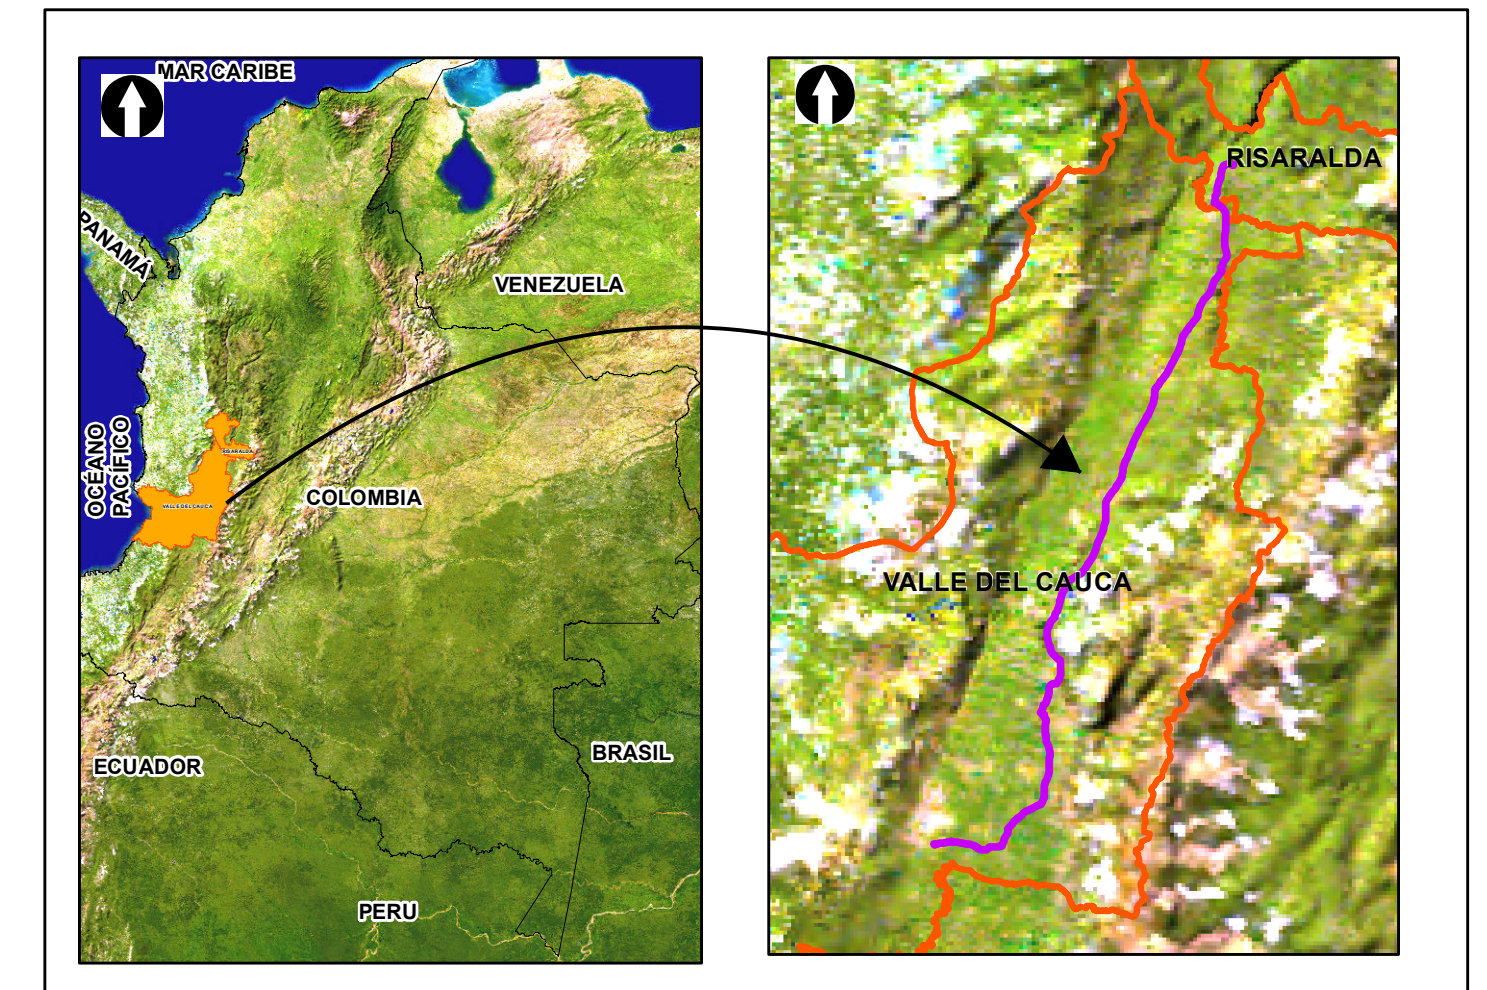 MAR CARIBE
PANAMÁ
VENEZUELA
OCÉANO
PACÍFICO
RISARALDA
VALLE DEL CAUCA
COLOMBIA
BRASIL
ECUADOR
PERU
RISARALDA
VALLE DEL CAUCA